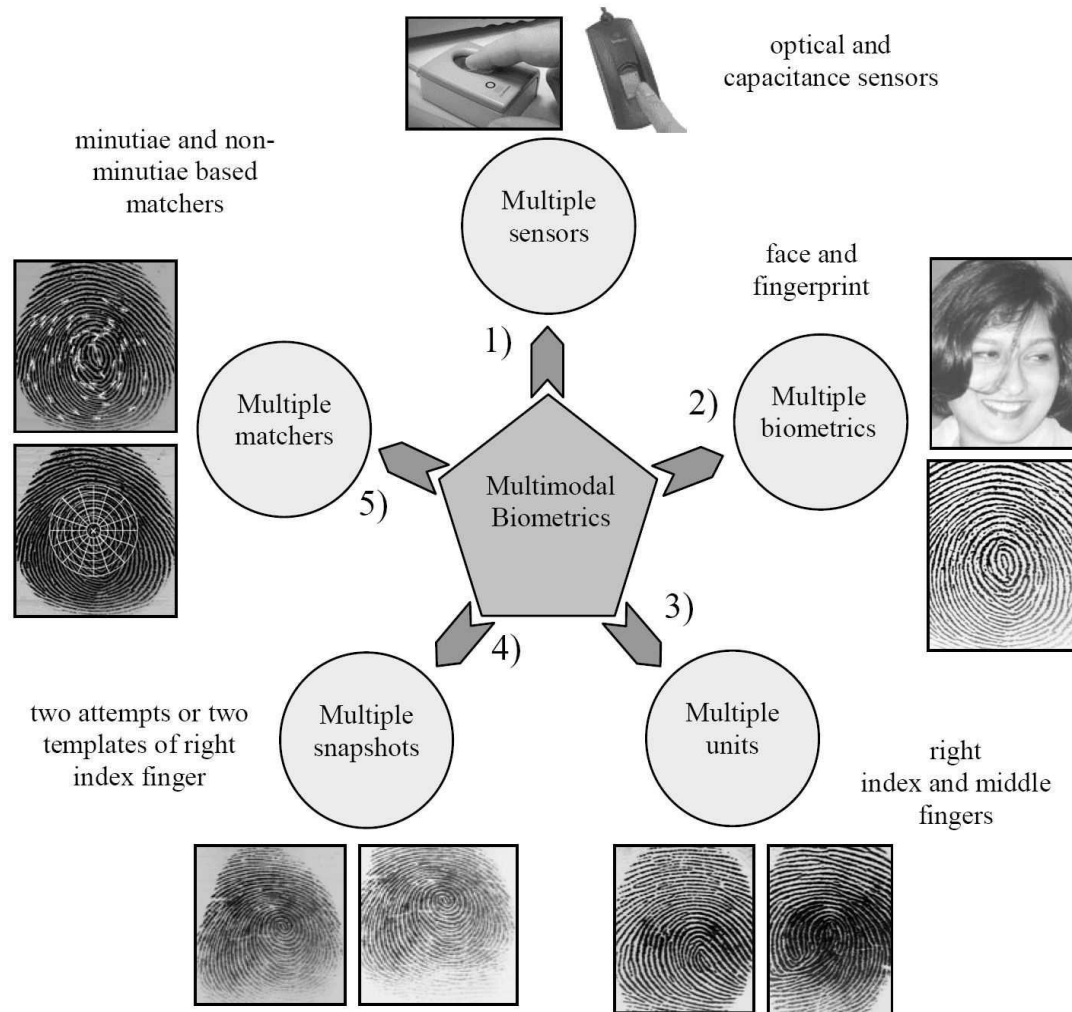 optical and
capacitance sensors
minutiae and non-
minutiae based
matchers
Multiple
sensors
face and
fingerprint
1)
2)
Multiple
biometrics
Multiple
matchers
5)
Multimodal
Biometrics
3)
4)
two attempts or two
templates of right
index finger
Multiple
snapshots
Multiple
units
right
index and middle
fingers